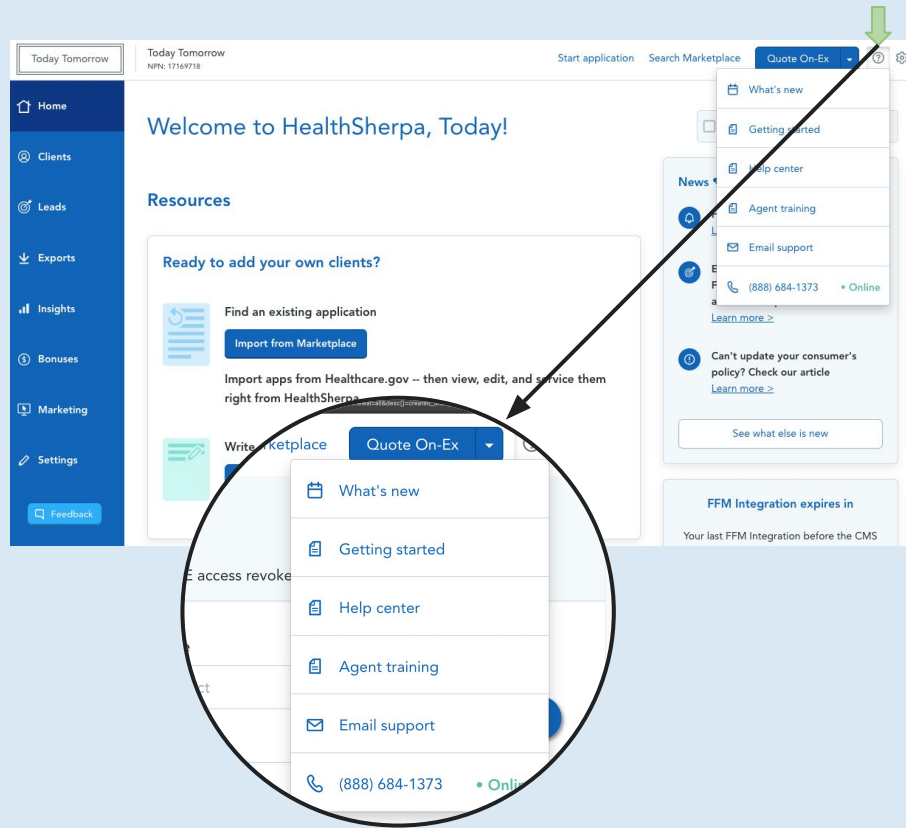 Today Tomorrow
Today Tomorrow
NPN: 17169718
Start application
Search Marketplace
Quote On-Ex
Home
Clients
Leads
Exports
Insights
Bonuses
Marketing
Settings
Feedback
Welcome to HealthSherpa, Today!
Resources
Ready to add your own clients?
Find an existing application
Import from Marketplace
Import apps from Healthcare.gov -- then view, edit, and service them
right from HealthSherpa
Write
What's new
Getting started
Help center
Agent training
Email support
(888) 684-1373 • Online
News
Learn more >
Can't update your consumer's
policy? Check our article
Learn more >
See what else is new
FFM Integration expires in
Your last FFM Integration before the CMS
rketplace
Quote On-Ex
What's new
Getting started
Help center
Agent training
Email support
(888) 684-1373 • Onli
E access revoke
ct